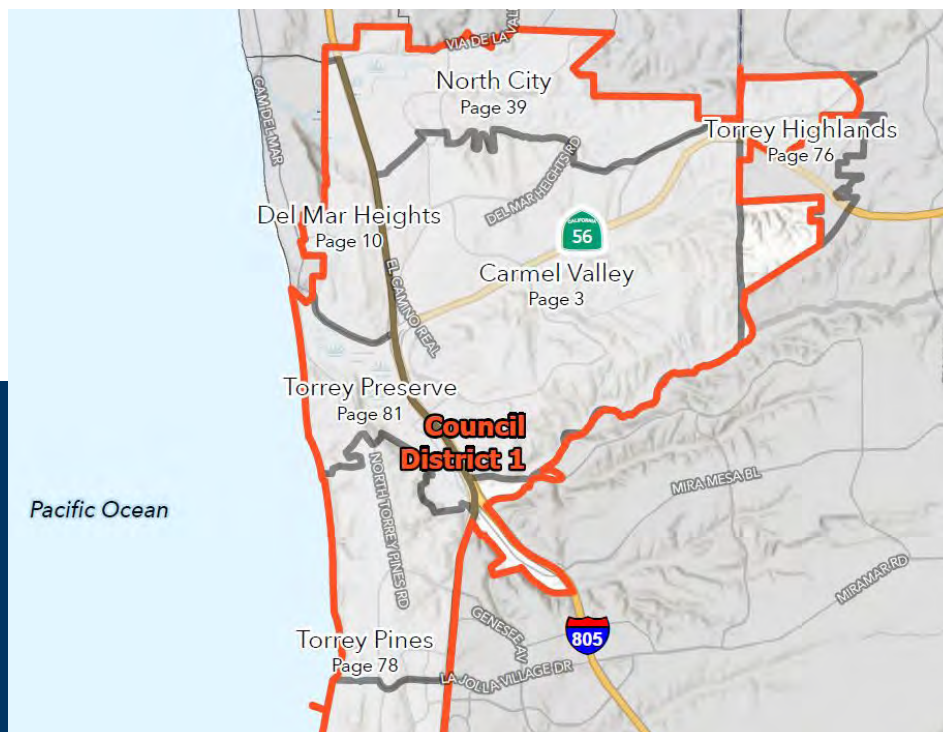 VIA DE LA VAL
North City
Page 39
CAM DEL MAR
Torrey Highlands
Page 76
DEL MAR HEIGHTS RD
Del Mar Heights
Page 10
CALIFORNIA
56
Carmel Valley
Page 3
EL CAMINO REAL
Torrey Preserve
Page 81
Council
District 1
MIRA MESA BL
NORTH TORREY PINES RD
Pacific Ocean
MIRAMAR RD
GENESEE AV
805
Torrey Pines
Page 78
LA JOLLA VILLAGE DR